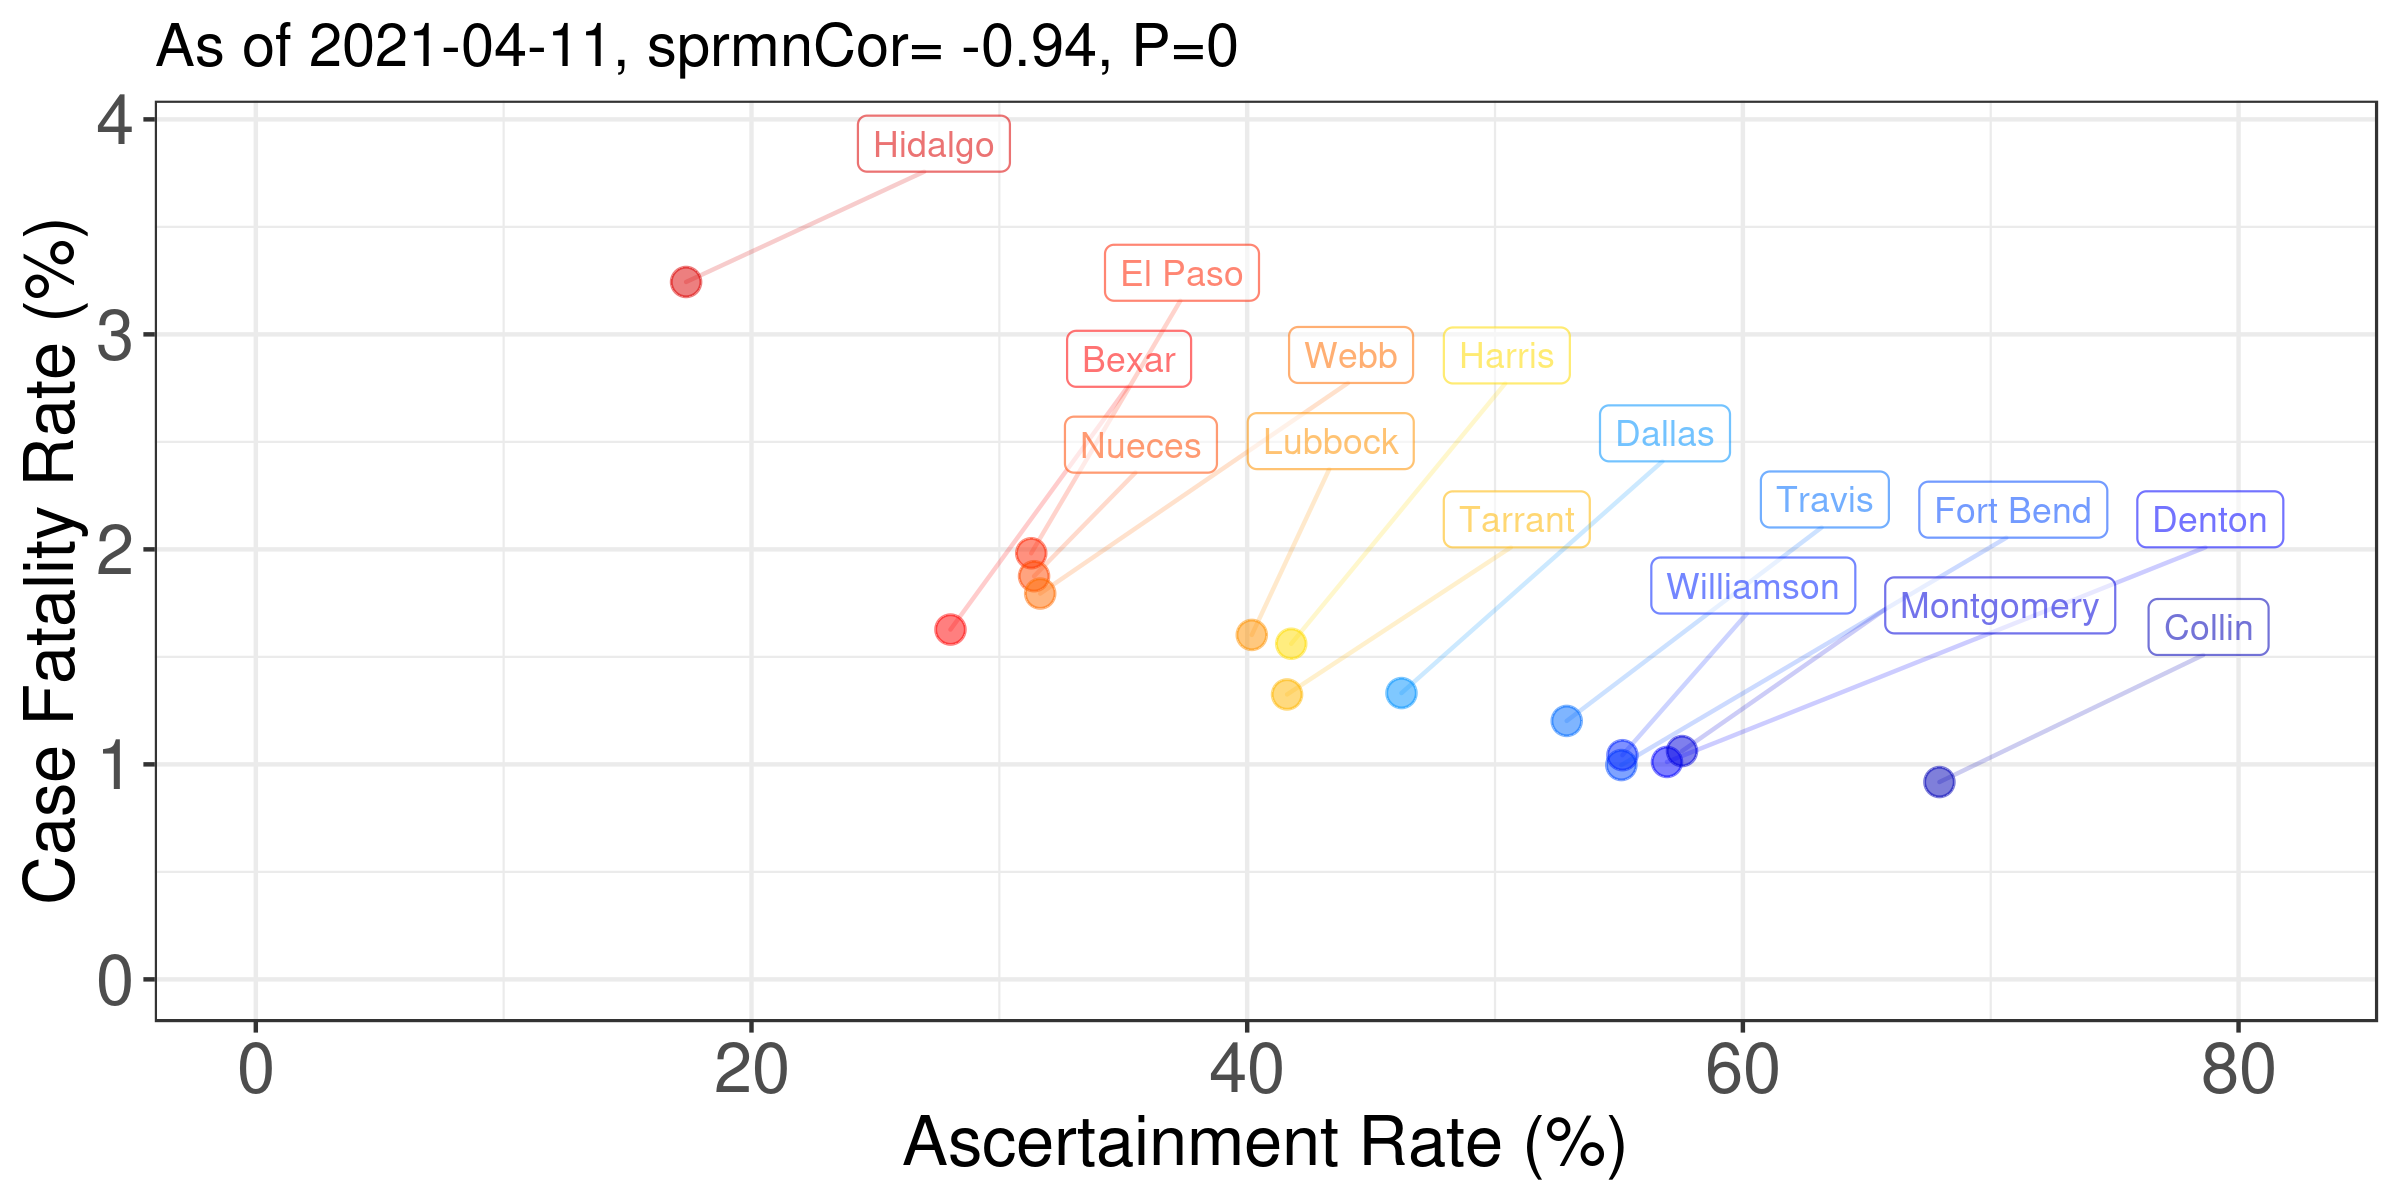 As of 2021-04-11, sprmnCor= -0.94, P=0
Case Fatality Rate (%)
4
3
2
1
0
Hidalgo
El Paso
Bexar
Webb
Harris
Nueces
Lubbock
Dallas
Tarrant
Travis
Fort Bend
Denton
Williamson
Montgomery
Collin
0 20 40 60 80
Ascertainment Rate (%)